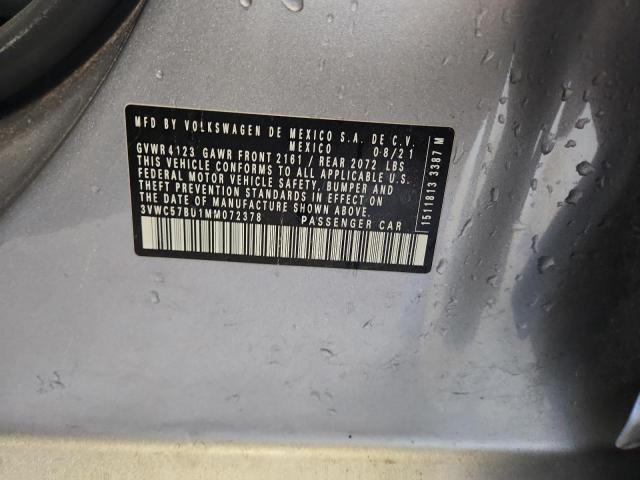 MFD BY VOLKSWAGEN DE MEXICO S.A. DE C.V.
MEXICO 08/21
GVWR 4123 GAWR FRONT 2161 / REAR 2072 LBS
THIS VEHICLE CONFORMS TO ALL APPLICABLE U.S.
FEDERAL MOTOR VEHICLE SAFETY, BUMPER AND
THEFT PREVENTION STANDARDS IN EFFECT ON
THE DATE OF MANUFACTURE SHOWN ABOVE.
3VWC57BU1MM072378 PASSENGER CAR
1511813 3387 M